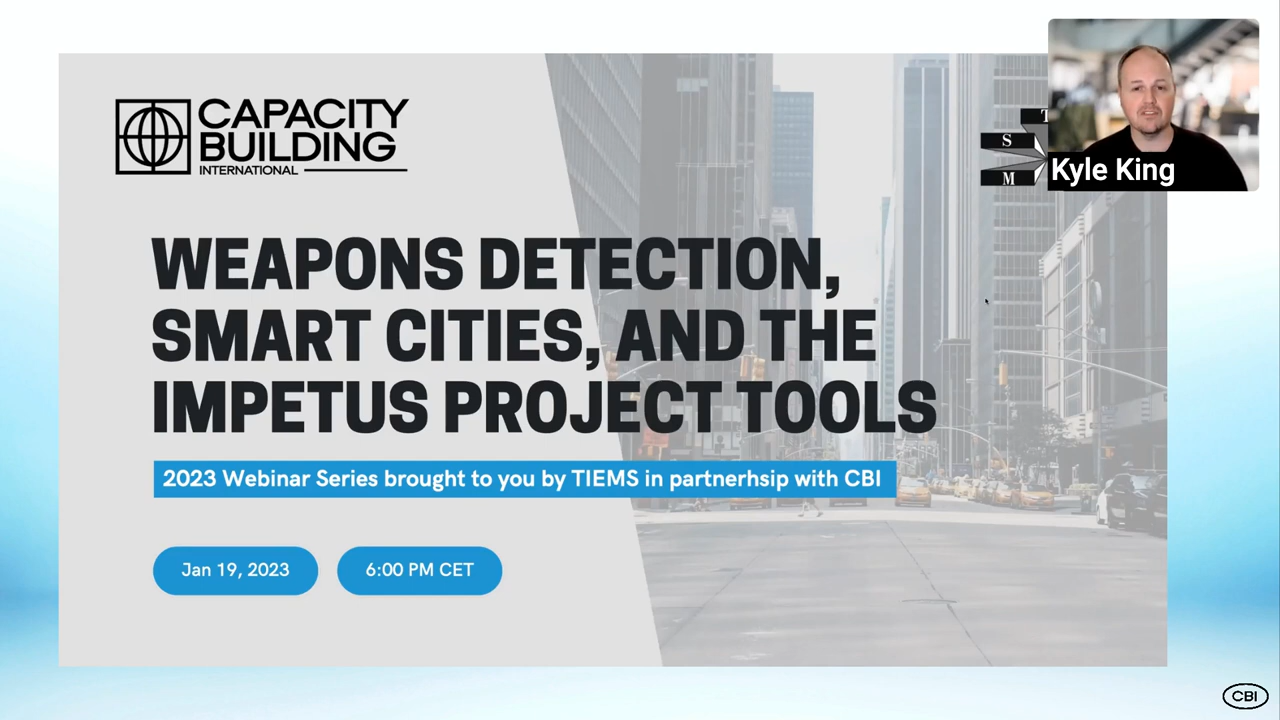 CAPACITY
BUILDING
INTERNATIONAL
T
S
M
Kyle King
WEAPONS DETECTION,
SMART CITIES, AND THE
IMPETUS PROJECT TOOLS
2023 Webinar Series brought to you by TIEMS in partnerhsip with CBI
Jan 19, 2023
6:00 PM CET
CBI